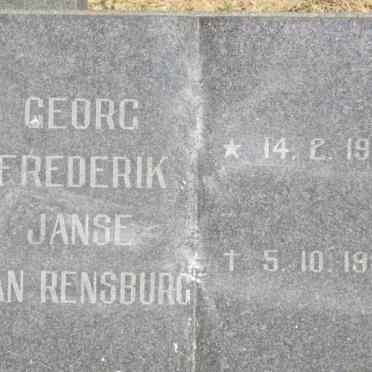 GEORG
FREDERIK
JANSE
AN RENSBURG
★ 14. 2. 19
† 5. 10. 19